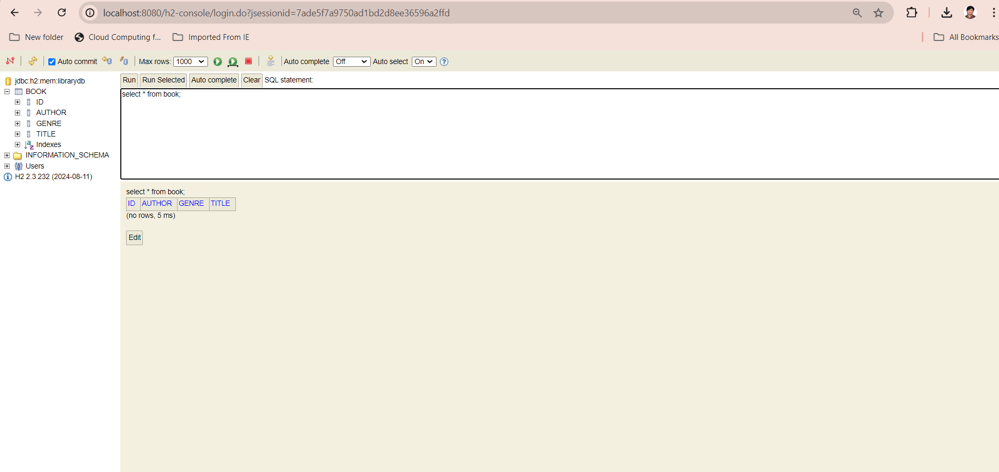 localhost:8080/h2-console/login.do?jsessionid=7ade5f7a9750ad1bd2d8ee36596a2ffd
New folder Cloud Computing f... Imported From IE All Bookmarks
Auto commit Max rows: 1000 Auto complete Off Auto select On ?
Run Run Selected Auto complete Clear SQL statement:
jdbc:h2:mem:librarydb
BOOK
ID
AUTHOR
GENRE
TITLE
Indexes
INFORMATION_SCHEMA
Users
H2 2.3.232 (2024-08-11)
select * from book;
select * from book;
ID AUTHOR GENRE TITLE
(no rows, 5 ms)
Edit